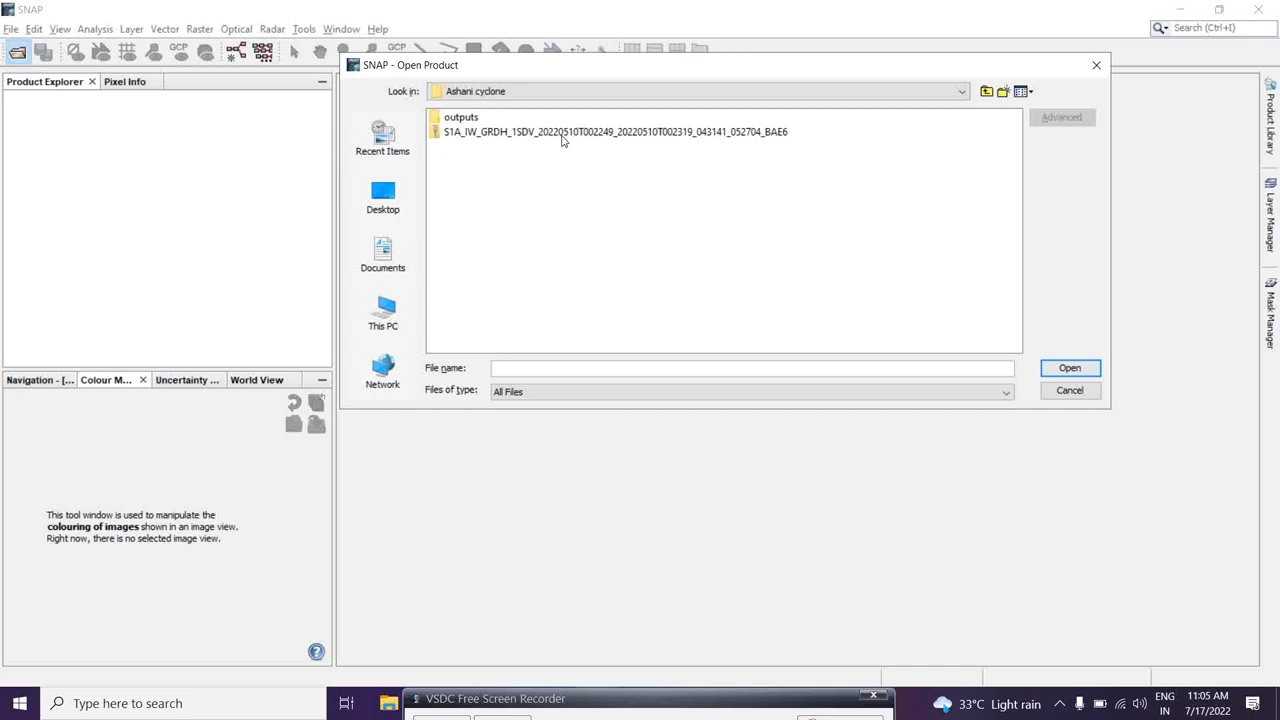 SNAP
File Edit View Analysis Layer Vector Raster Optical Radar Tools Window Help
Search (Ctrl+I)
GCP GCP
Product Explorer Pixel Info
SNAP - Open Product
Look in: Ashani cyclone
outputs
S1A_IW_GRDH_1SDV_20220510T002249_20220510T002319_043141_052704_BAE6
Advanced
Recent Items
Desktop
Documents
This PC
Network
File name:
Open
Files of type: All Files
Cancel
Product Library
Layer Manager
Mask Manager
Navigation - [... Colour M... Uncertainty ... World View
This tool window is used to manipulate the
colouring of images shown in an image view.
Right now, there is no selected image view.
Type here to search
VSDC Free Screen Recorder
33°C Light rain
ENG
IN
11:05 AM
7/17/2022